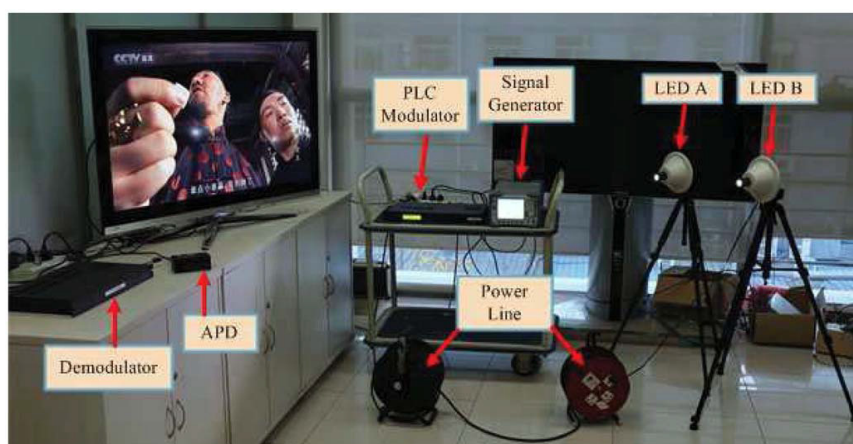 CCTV
PLC
Modulator
Signal
Generator
LED A
LED B
Power
Line
APD
Demodulator